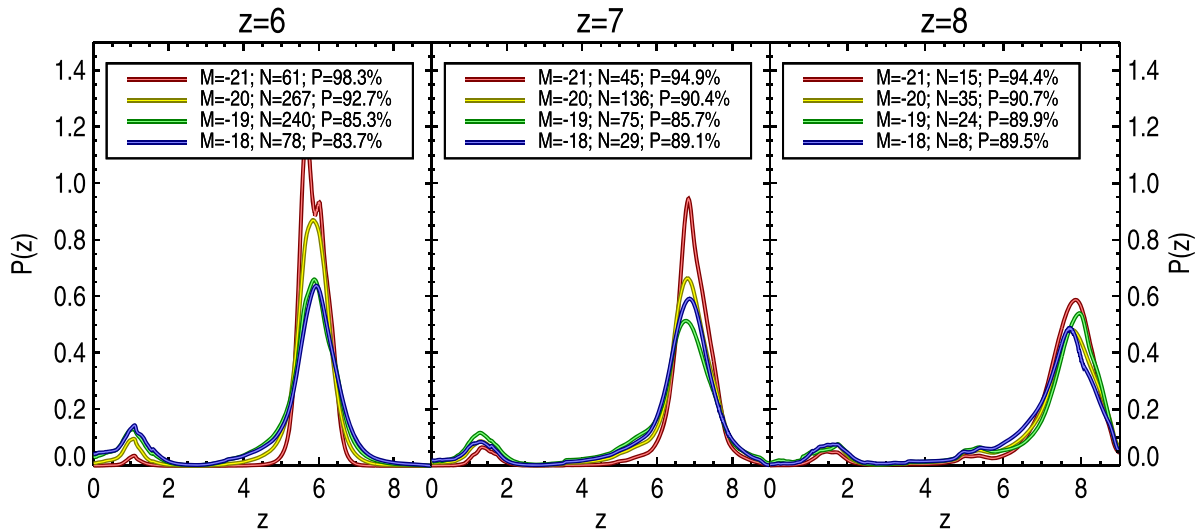 z=6 z=7 z=8
M=-21; N=61; P=98.3%
M=-20; N=267; P=92.7%
M=-19; N=240; P=85.3%
M=-18; N=78; P=83.7%
M=-21; N=45; P=94.9%
M=-20; N=136; P=90.4%
M=-19; N=75; P=85.7%
M=-18; N=29; P=89.1%
M=-21; N=15; P=94.4%
M=-20; N=35; P=90.7%
M=-19; N=24; P=89.9%
M=-18; N=8; P=89.5%
P(z)
1.4
1.2
1.0
0.8
0.6
0.4
0.2
0.0
1.4
1.2
1.0
0.8
0.6
0.4
0.2
0.0
P(z)
0 2 4 6 8 0 2 4 6 8 0 2 4 6 8
z z z